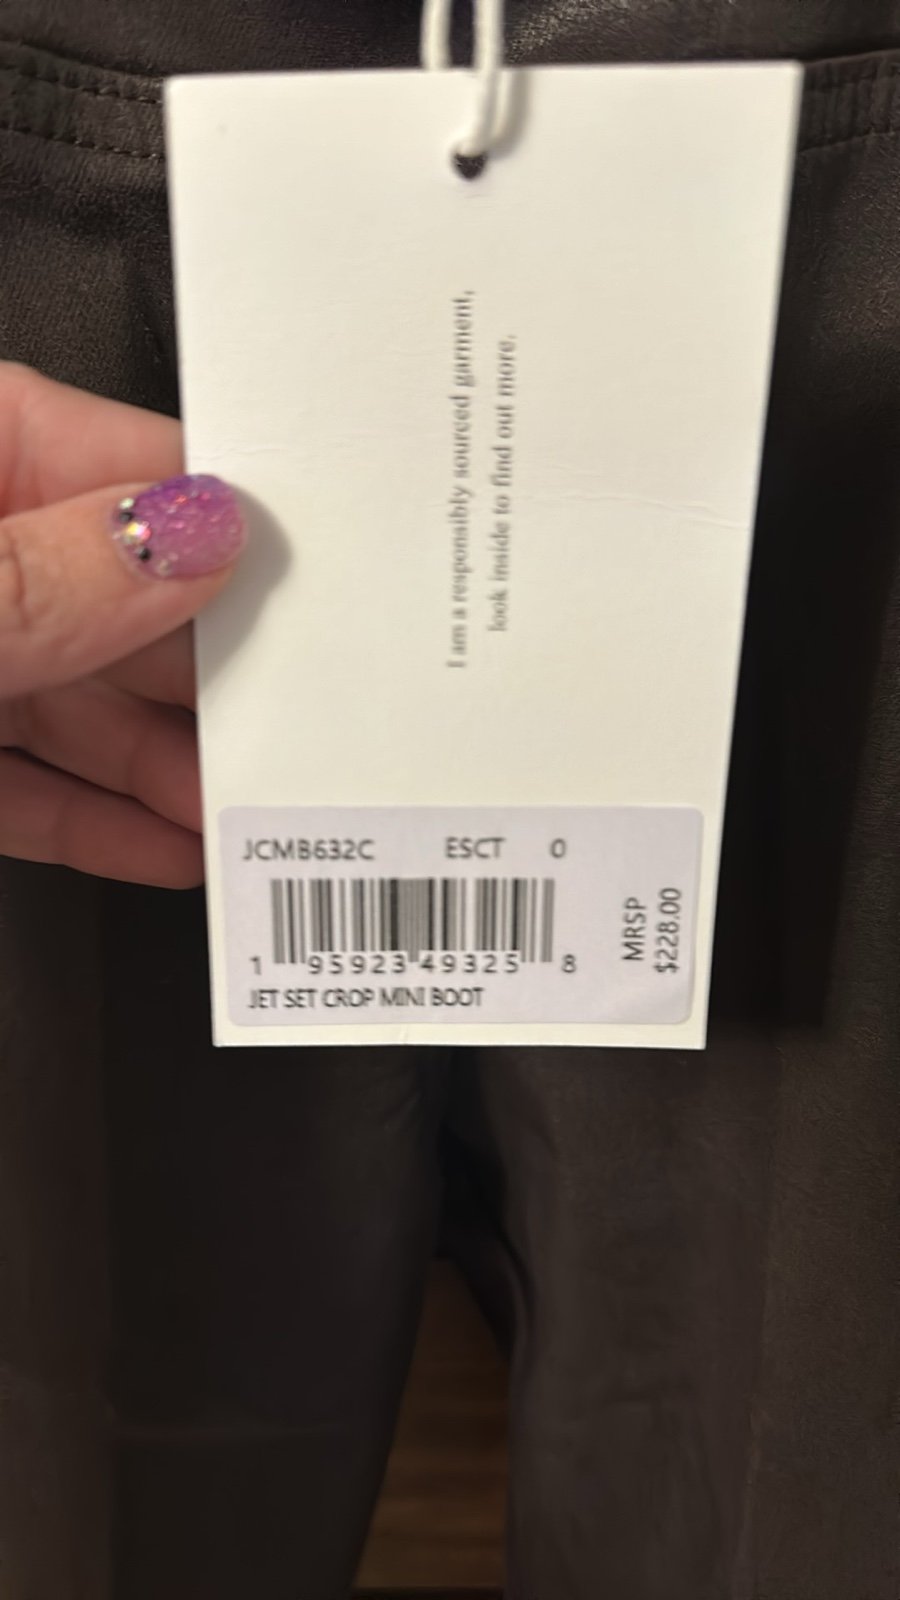 I am a responsibly sourced garment,
look inside to find out more.
JCMB632C ESCT 0
1 95923 49325 8
JET SET CROP MINI BOOT
MRSP
$228.00